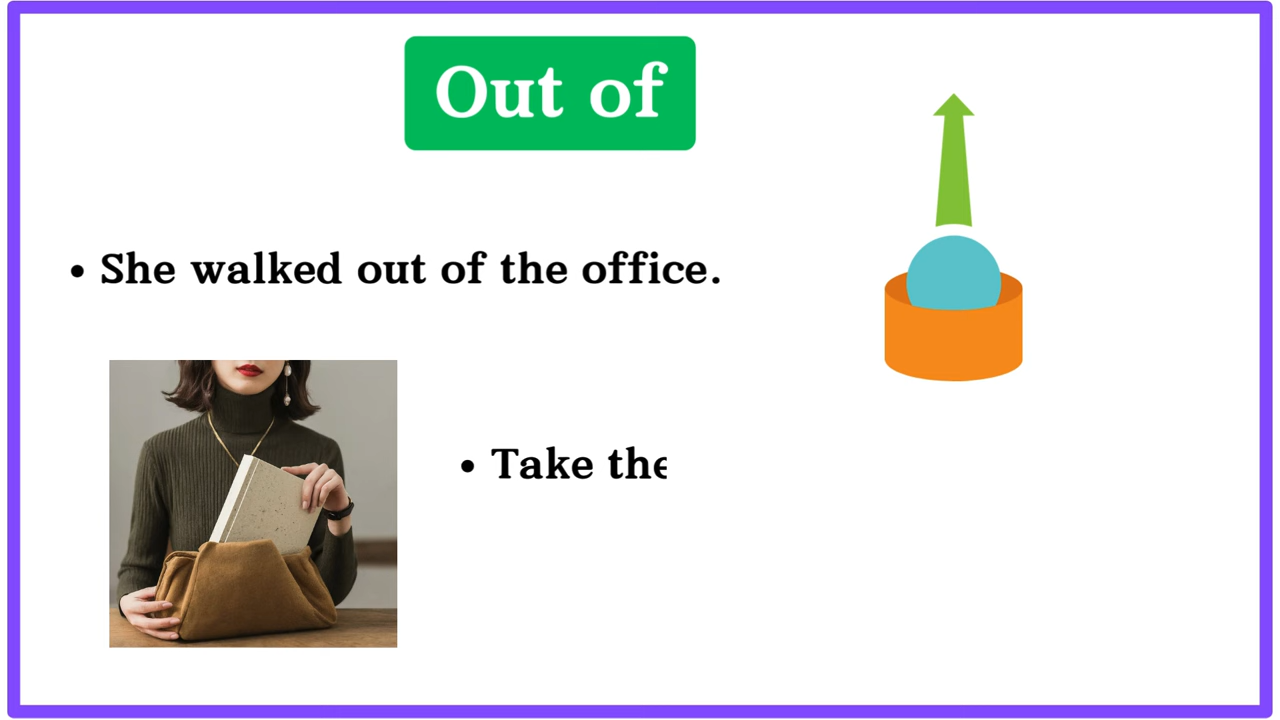 Out of
• She walked out of the office.
• Take the